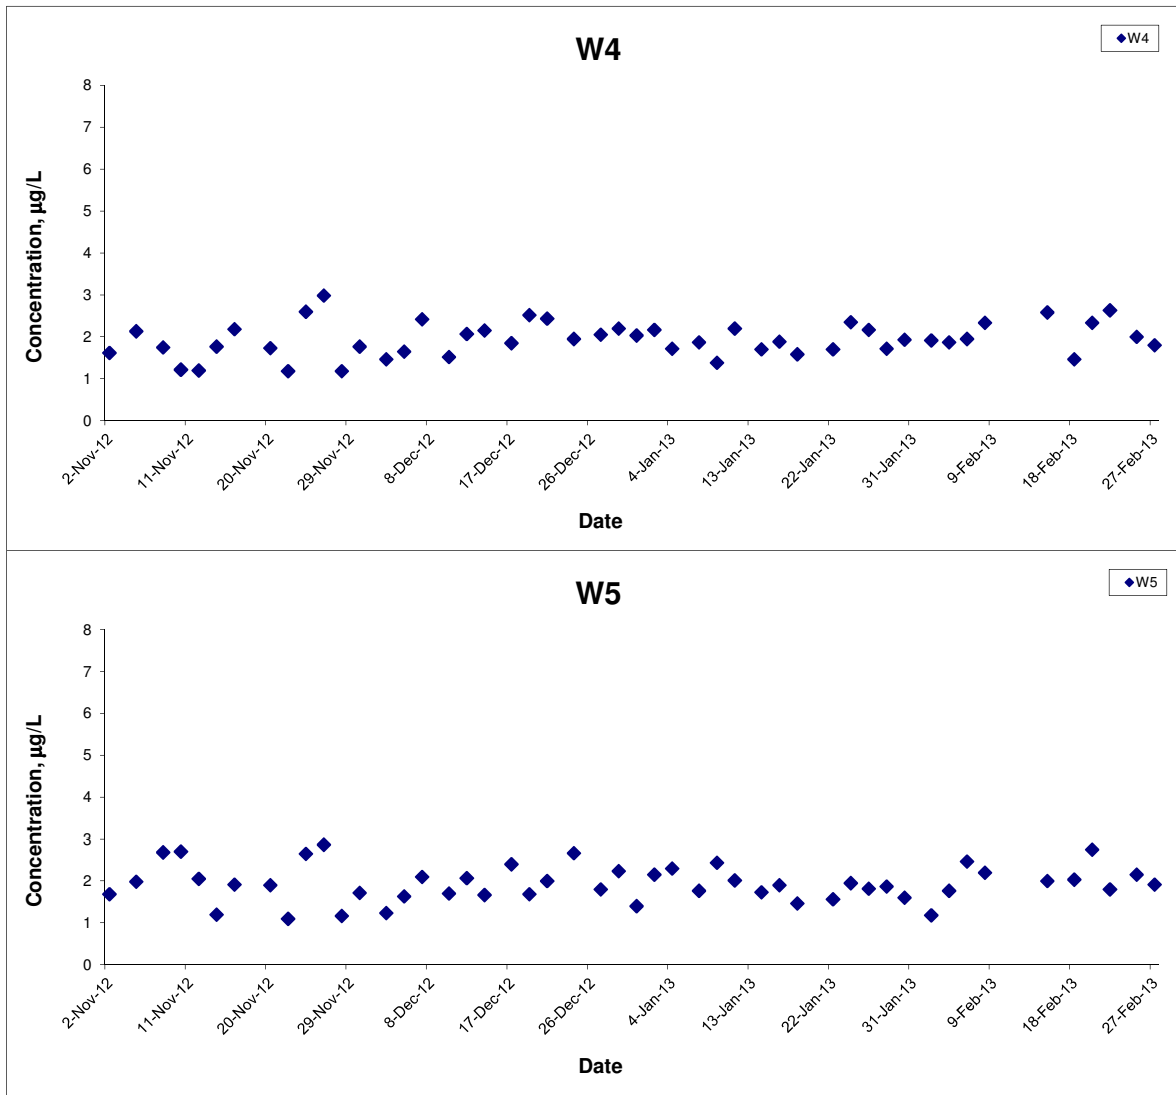 W4
W4
8
7
6
5
4
3
2
1
0
Concentration, µg/L
2-Nov-12
11-Nov-12
20-Nov-12
29-Nov-12
8-Dec-12
17-Dec-12
26-Dec-12
4-Jan-13
13-Jan-13
22-Jan-13
31-Jan-13
9-Feb-13
18-Feb-13
27-Feb-13
Date
W5
W5
8
7
6
5
4
3
2
1
0
Concentration, µg/L
2-Nov-12
11-Nov-12
20-Nov-12
29-Nov-12
8-Dec-12
17-Dec-12
26-Dec-12
4-Jan-13
13-Jan-13
22-Jan-13
31-Jan-13
9-Feb-13
18-Feb-13
27-Feb-13
Date